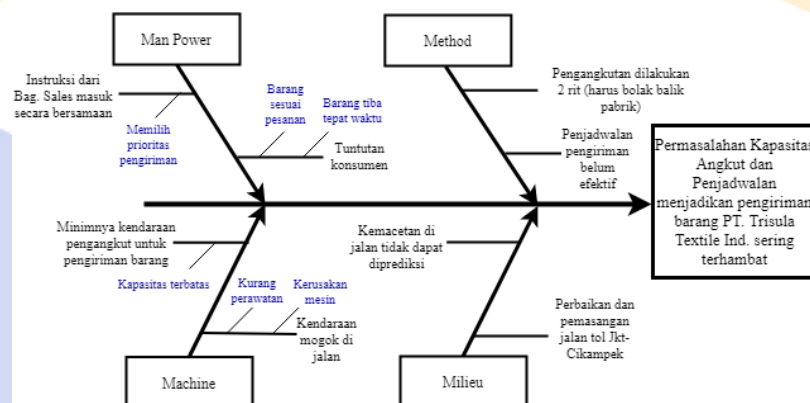 Man Power
Method
Instruksi dari
Bag. Sales masuk
secara bersamaan
Memilih
prioritas
pengiriman
Barang
sesuai
pesanan
Barang tiba
tepat waktu
Tuntutan
konsumen
Pengangkutan dilakukan
2 rit (harus bolak balik
pabrik)
Penjadwalan
pengiriman
belum
efektif
Permasalahan Kapasitas
Angkut dan
Penjadwalan
menjadikan pengiriman
barang PT. Trisula
Textile Ind. sering
terhambat
Minimnya kendaraan
pengangkut untuk
pengiriman barang
Kapasitas terbatas
Kurang
perawatan
Kerusakan
mesin
Kendaraan
mogok di
jalan
Kemacetan di
jalan tidak dapat
diprediksi
Perbaikan dan
pemasangan
jalan tol Jkt-
Cikampek
Machine
Milieu